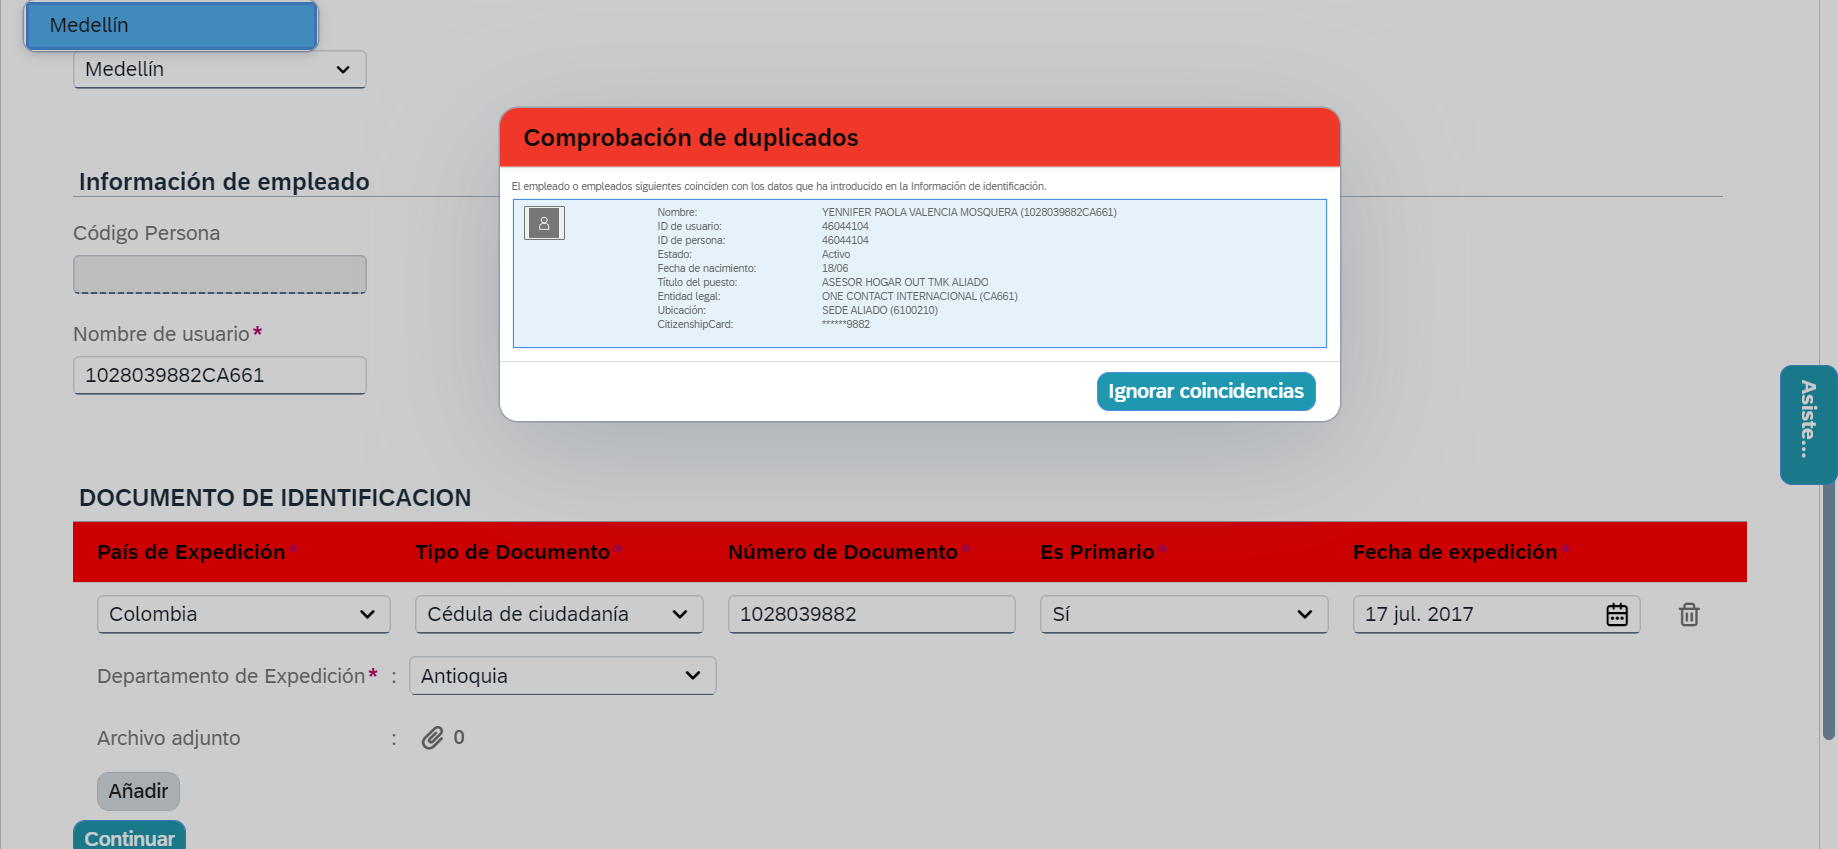 Medellín
Medellín
Información de empleado
Código Persona
Nombre de usuario*
1028039882CA661
Comprobación de duplicados
El empleado o empleados siguientes coinciden con los datos que ha introducido en la Información de identificación.
Nombre: YENNIFER PAOLA VALENCIA MOSQUERA (1028039882CA661)
ID de usuario: 46044104
ID de persona: 46044104
Estado: Activo
Fecha de nacimiento: 18/06
Título del puesto: ASESOR HOGAR OUT TMK ALIADO
Entidad legal: ONE CONTACT INTERNACIONAL (CA661)
Ubicación: SEDE ALIADO (6100210)
CitizenshipCard: ******9882
Ignorar coincidencias
Asiste...
DOCUMENTO DE IDENTIFICACION
País de Expedición* Tipo de Documento* Número de Documento* Es Primario* Fecha de expedición*
Colombia Cédula de ciudadanía 1028039882 Sí 17 jul. 2017
Departamento de Expedición* : Antioquia
Archivo adjunto : 0
Añadir
Continuar